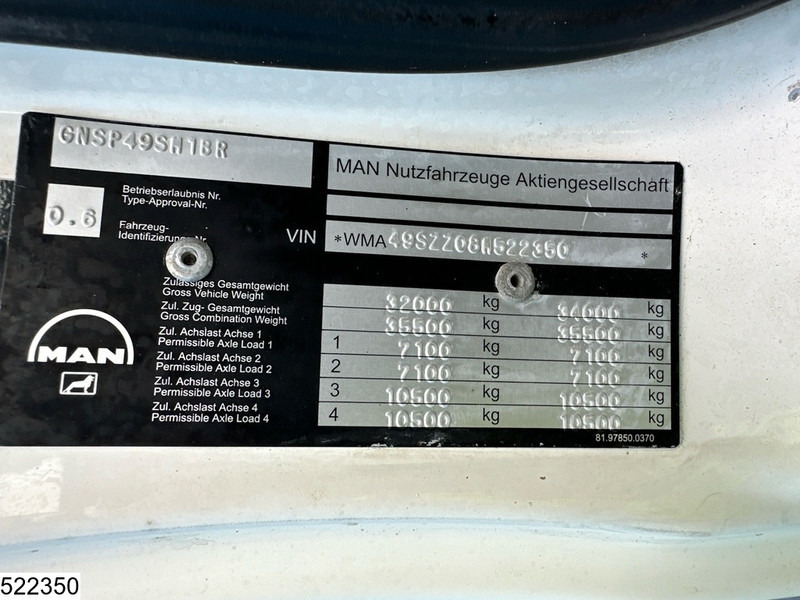 GNSP49SW1BR
MAN Nutzfahrzeuge Aktiengesellschaft
Betriebserlaubnis Nr.
Type-Approval-Nr.
0.6
Fahrzeug-
Identifizierungs-Nr. VIN *WMA49SZZ08W522350 *
Zulässiges Gesamtgewicht
Gross Vehicle Weight 32000 kg 34000 kg
Zul. Zug- Gesamtgewicht
Gross Combination Weight 35500 kg 35500 kg
Zul. Achslast Achse 1
Permissible Axle Load 1 1 7100 kg 7100 kg
Zul. Achslast Achse 2
Permissible Axle Load 2 2 7100 kg 7100 kg
Zul. Achslast Achse 3
Permissible Axle Load 3 3 10500 kg 10500 kg
Zul. Achslast Achse 4
Permissible Axle Load 4 4 10500 kg 10500 kg
MAN
81.97850.0370
522350